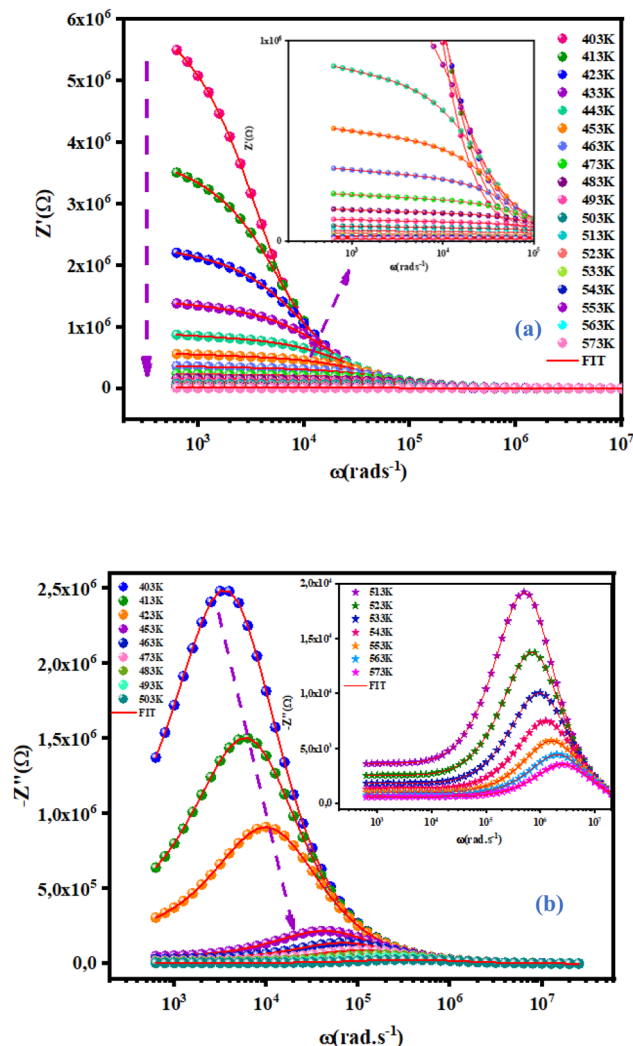 6x10⁶
5x10⁶
4x10⁶
3x10⁶
2x10⁶
1x10⁶
0
Z'(Ω)
10³
10⁴
10⁵
10⁶
10⁷
ω(rads⁻¹)
1x10⁶
Z'(Ω)
0
10³
10⁴
10⁵
ω(rads⁻¹)
403K
413K
423K
433K
443K
453K
463K
473K
483K
493K
503K
513K
523K
533K
543K
553K
563K
573K
FIT
(a)
2,5x10⁶
2,0x10⁶
1,5x10⁶
1,0x10⁶
5,0x10⁵
0,0
-Z''(Ω)
403K
413K
423K
453K
463K
473K
483K
493K
503K
FIT
10³
10⁴
10⁵
10⁶
10⁷
ω(rad.s⁻¹)
2,0x10⁴
1,5x10⁴
1,0x10⁴
5,0x10³
0,0
-Z''(Ω)
513K
523K
533K
543K
553K
563K
573K
FIT
10³
10⁴
10⁵
10⁶
10⁷
ω(rad.s⁻¹)
(b)